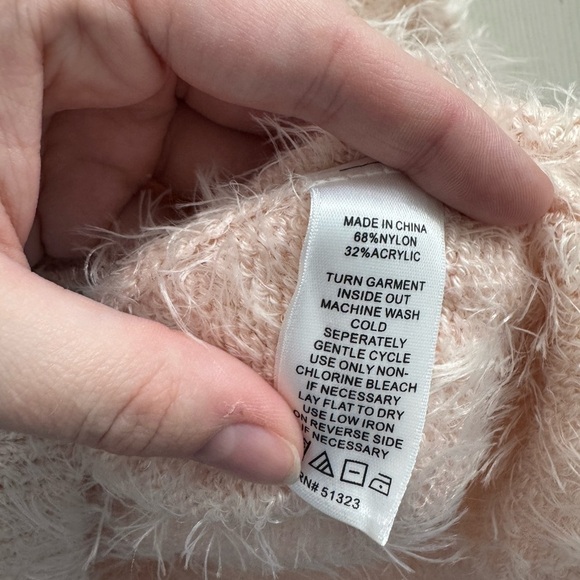 MADE IN CHINA
68%NYLON
32%ACRYLIC
TURN GARMENT
INSIDE OUT
MACHINE WASH
COLD
SEPERATELY
GENTLE CYCLE
USE ONLY NON-
CHLORINE BLEACH
IF NECESSARY
LAY FLAT TO DRY
USE LOW IRON
ON REVERSE SIDE
IF NECESSARY
RN# 51323